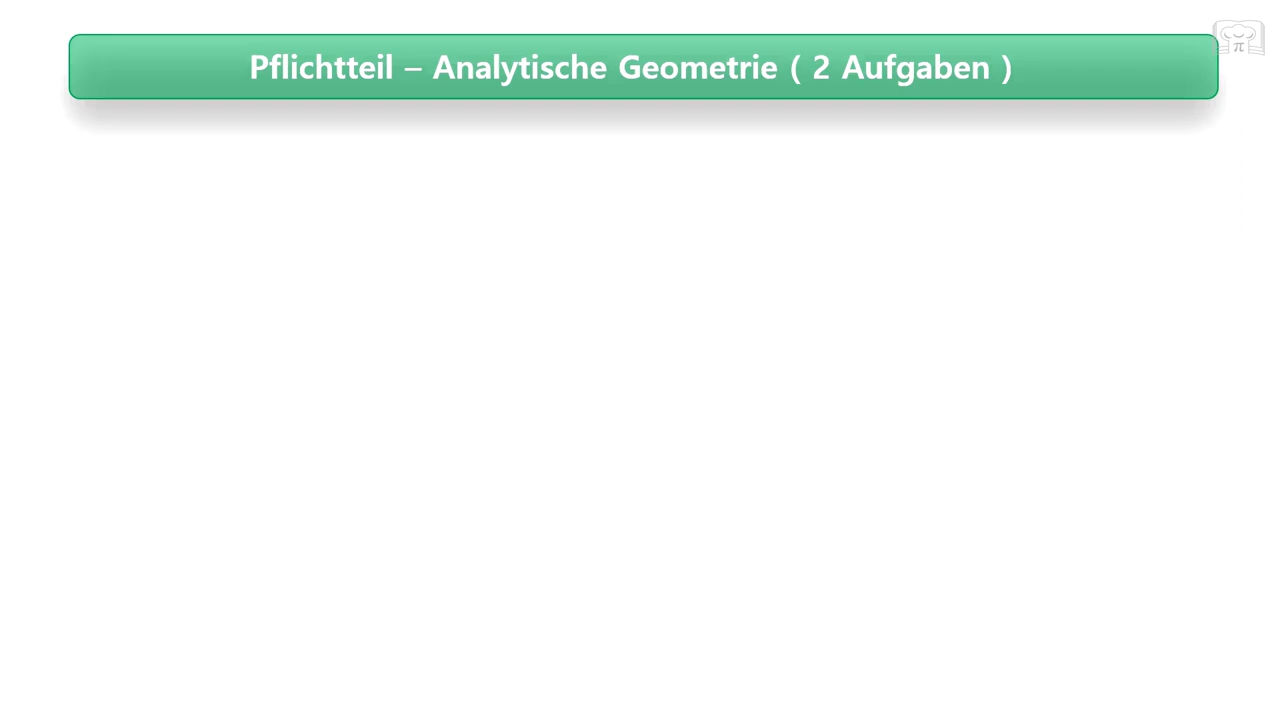 Pflichtteil – Analytische Geometrie ( 2 Aufgaben )
π